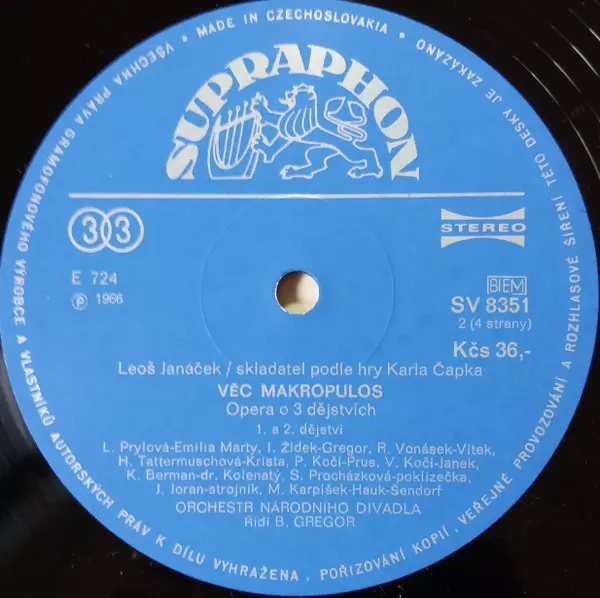 VŠECHNA PRÁVA GRAMOFONOVÉHO VÝROBCE A VLASTNÍKŮ AUTORSKÝCH PRÁV K DÍLU VYHRAŽENA. POŘIZOVÁNÍ KOPIÍ, VEŘEJNÉ PROVOZOVÁNÍ A ROZHLASOVÉ ŠÍŘENÍ TÉTO DESKY JE ZAKÁZÁNO
• MADE IN CZECHOSLOVAKIA •
SUPRAPHON
33
STEREO
E 724
℗ 1966
BIEM
SV 8351
2 (4 strany)
Kčs 36,-
Leoš Janáček / skladatel podle hry Karla Čapka
VĚC MAKROPULOS
Opera o 3 dějstvích
1. a 2. dějství
L. Prylová-Emilia Marty, I. Žídek-Gregor, R. Vonásek-Vítek,
H. Tattermuschová-Krista, P. Kočí-Prus, V. Kočí-Janek,
K. Berman-dr. Kolenatý, S. Procházková-poklízečka,
J. Joran-strojník, M. Karpíšek-Hauk-Šendorf
ORCHESTR NÁRODNÍHO DIVADLA
Řídí B. GREGOR